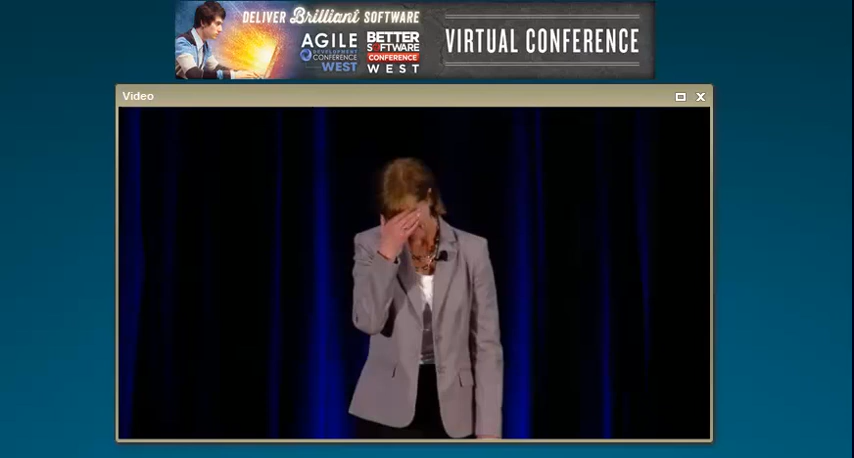 DELIVER Brilliant SOFTWARE
AGILE
DEVELOPMENT
CONFERENCE
WEST
BETTER
SOFTWARE
CONFERENCE
WEST
VIRTUAL CONFERENCE
Video